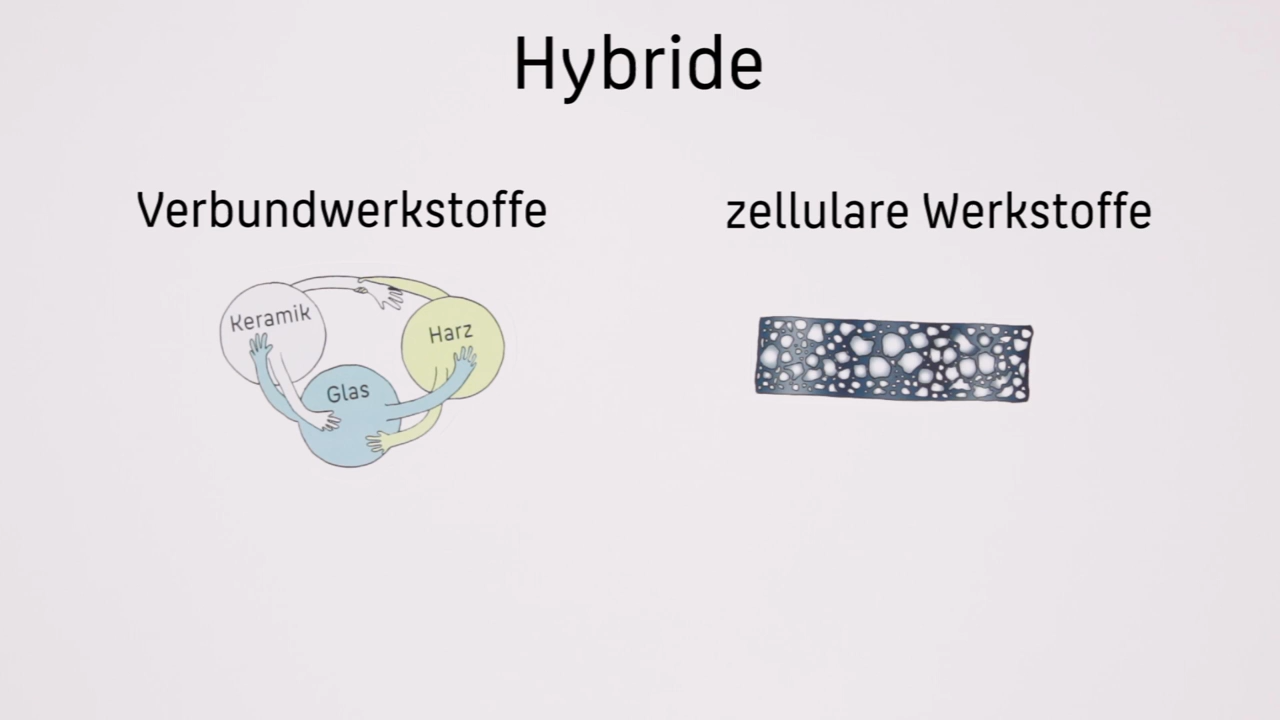 Hybride
Verbundwerkstoffe
zellulare Werkstoffe
Keramik
Harz
Glas